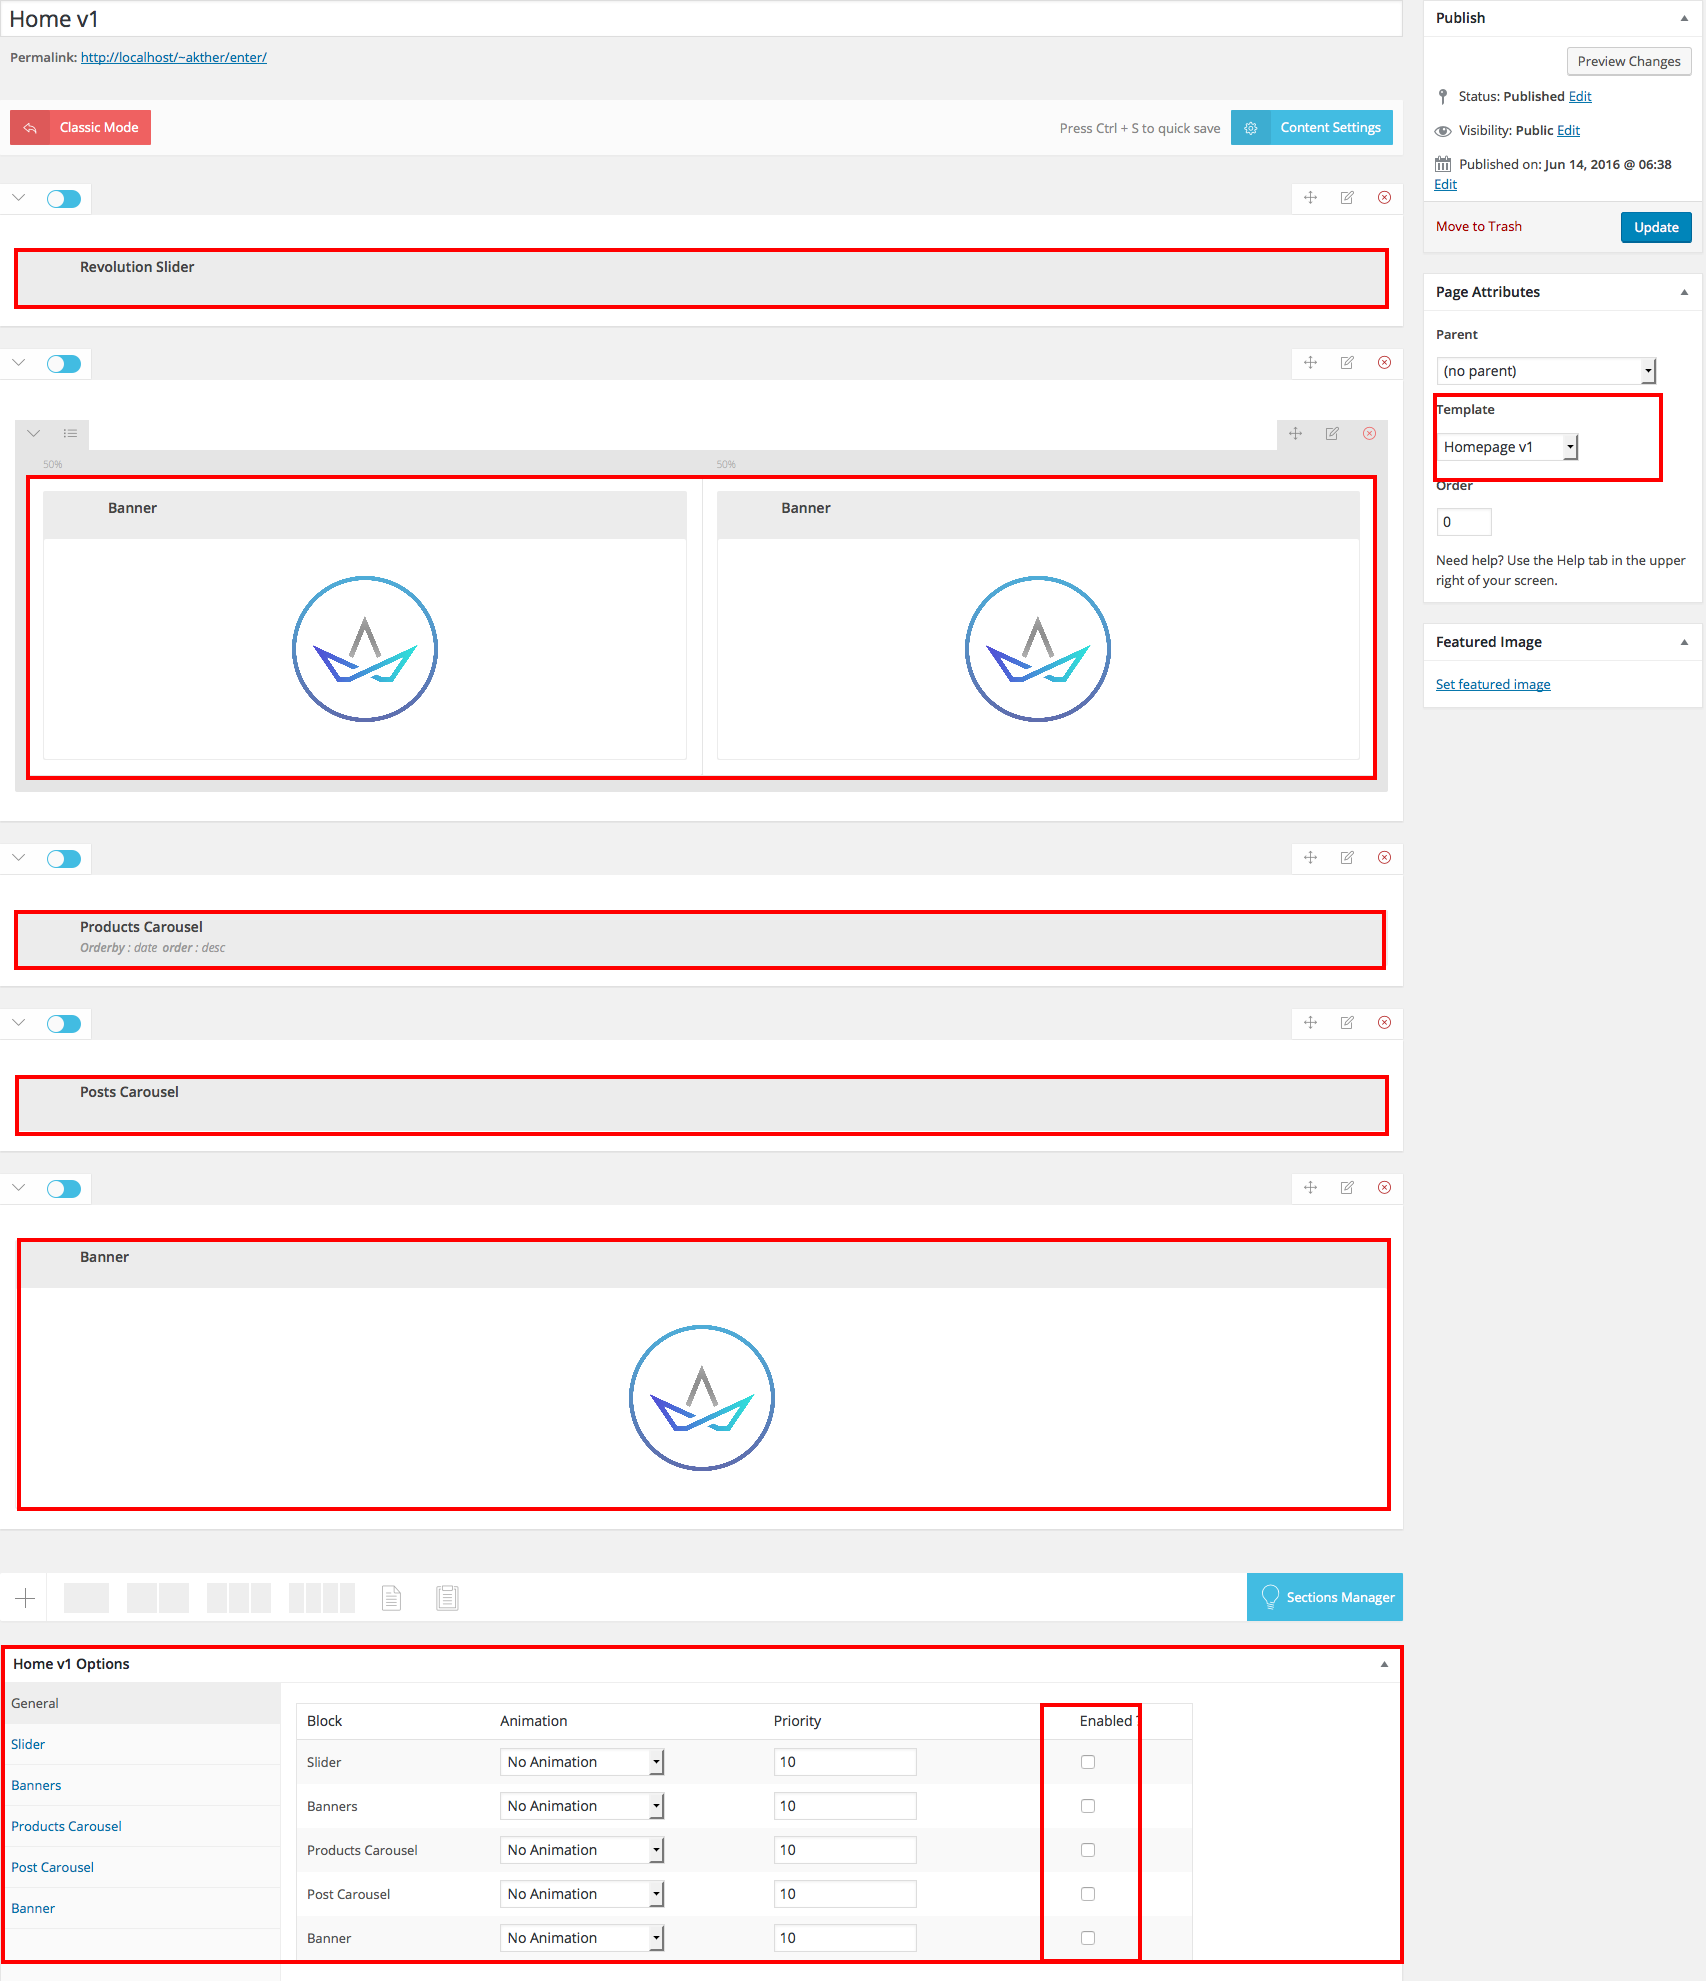 Home v1
Permalink: http://localhost/~akther/enter/
Classic Mode
Press Ctrl + S to quick save
Content Settings
Revolution Slider
50%
50%
Banner
Banner
Products Carousel
Orderby : date order : desc
Posts Carousel
Banner
Sections Manager
Home v1 Options
General
Slider
Banners
Products Carousel
Post Carousel
Banner
Block Animation Priority Enabled ?
Slider No Animation 10
Banners No Animation 10
Products Carousel No Animation 10
Post Carousel No Animation 10
Banner No Animation 10
Publish
Preview Changes
Status: Published Edit
Visibility: Public Edit
Published on: Jun 14, 2016 @ 06:38
Edit
Move to Trash
Update
Page Attributes
Parent
(no parent)
Template
Homepage v1
Order
0
Need help? Use the Help tab in the upper
right of your screen.
Featured Image
Set featured image